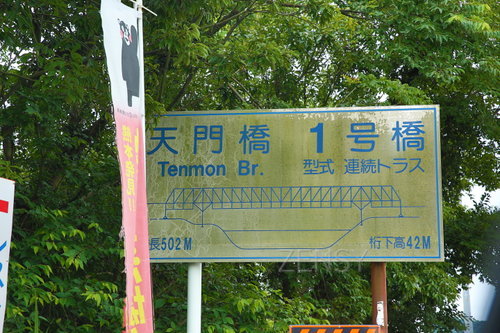 天門橋 1号橋
Tenmon Br. 型式 連続トラス
長502M 桁下高42M
ZENSY